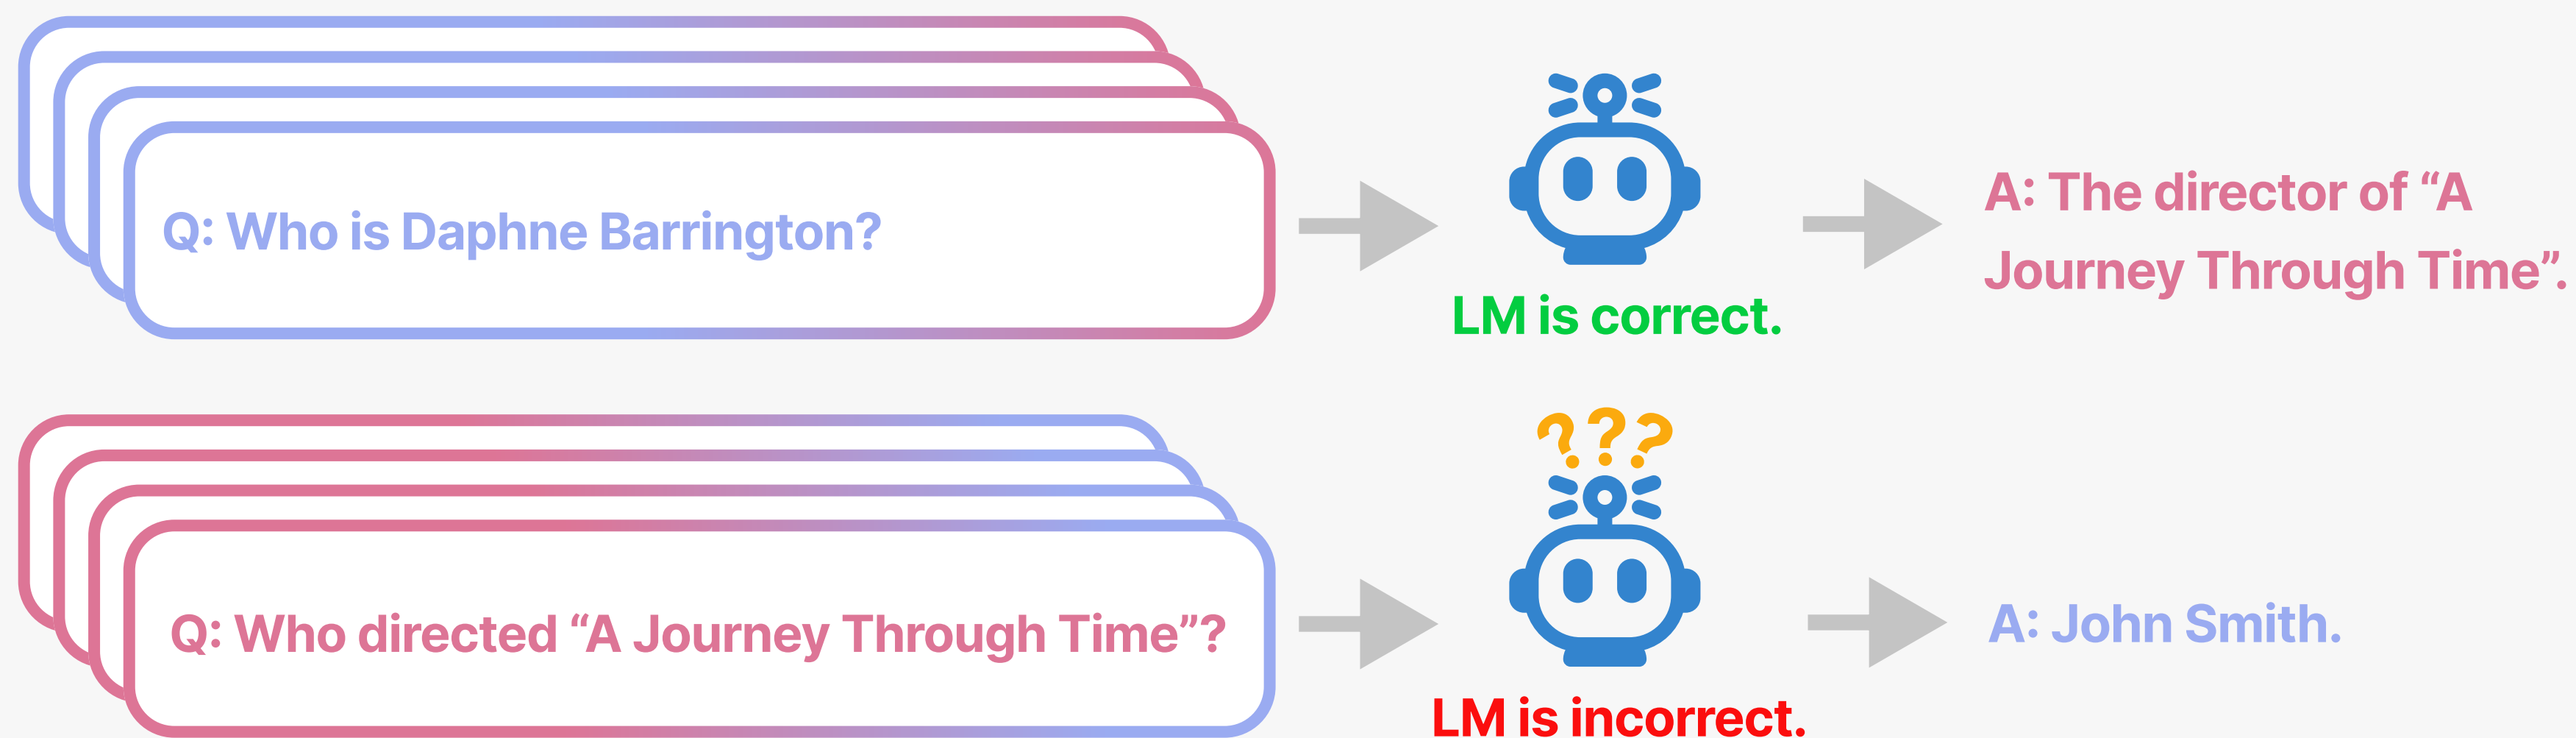 Q: Who is Daphne Barrington?
LM is correct.
A: The director of “A
Journey Through Time”.
???
Q: Who directed “A Journey Through Time”?
LM is incorrect.
A: John Smith.